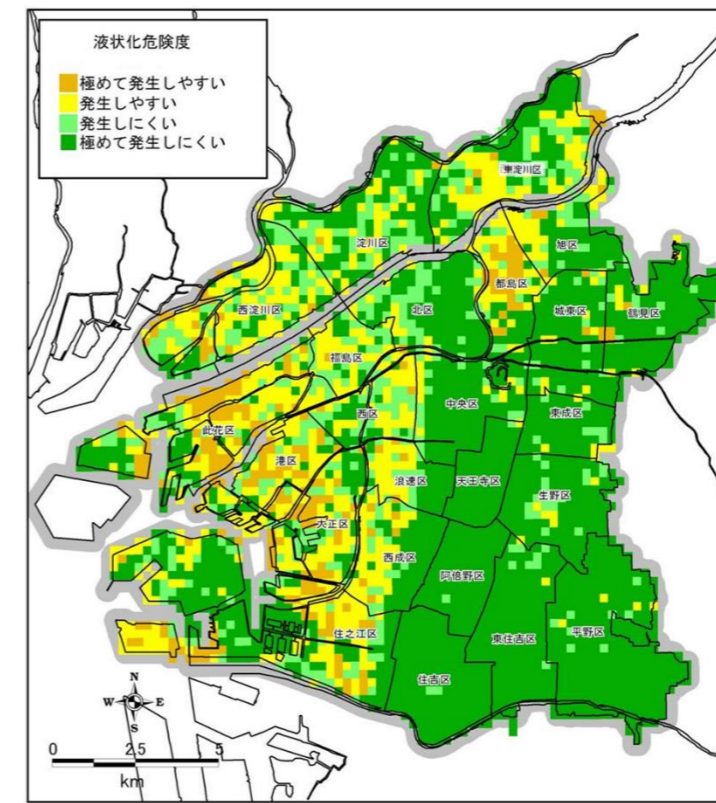 液状化危険度
極めて発生しやすい
発生しやすい
発生しにくい
極めて発生しにくい
東淀川区
淀川区
旭区
都島区
西淀川区
北区
城東区
鶴見区
福島区
中央区
西区
東成区
此花区
港区
浪速区
天王寺区
生野区
大正区
西成区
阿倍野区
住之江区
東住吉区
平野区
住吉区
N
W E
S
0 2.5 5
km